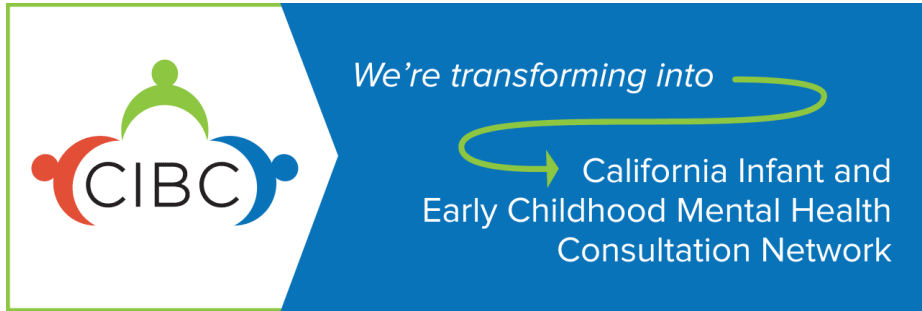 CIBC
We're transforming into
California Infant and
Early Childhood Mental Health
Consultation Network